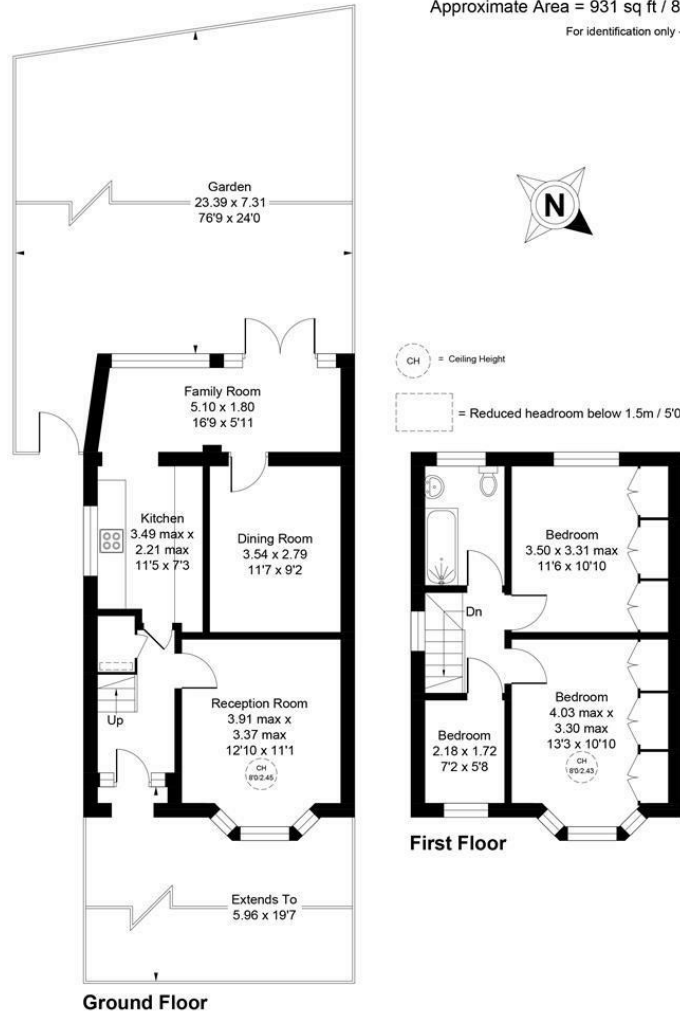 Approximate Area = 931 sq ft / 8
For identification only -
Garden
23.39 x 7.31
76'9 x 24'0
N
CH = Ceiling Height
= Reduced headroom below 1.5m / 5'0
Family Room
5.10 x 1.80
16'9 x 5'11
Kitchen
3.49 max x
2.21 max
11'5 x 7'3
Dining Room
3.54 x 2.79
11'7 x 9'2
Up
Reception Room
3.91 max x
3.37 max
12'10 x 11'1
CH
8'0/2.45
Extends To
5.96 x 19'7
Ground Floor
Bedroom
3.50 x 3.31 max
11'6 x 10'10
Dn
Bedroom
4.03 max x
3.30 max
13'3 x 10'10
CH
8'0/2.43
Bedroom
2.18 x 1.72
7'2 x 5'8
First Floor